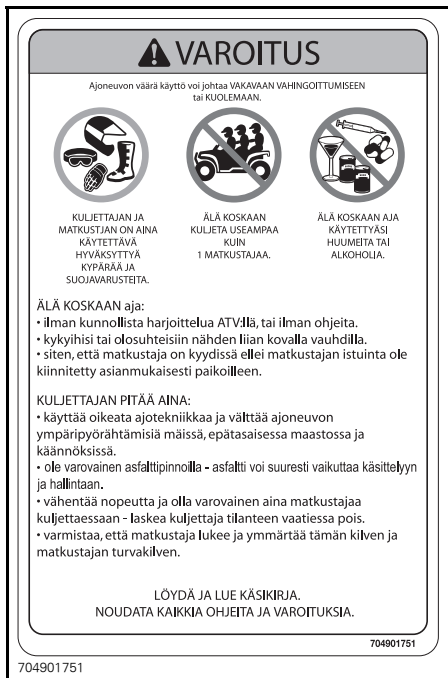 VAROITUS
Ajoneuvon väärä käyttö voi johtaa VAKAVAAN VAHINGOITTUMISEEN
tai KUOLEMAAN.
KULJETTAJAN JA
MATKUSTJAN ON AINA
KÄYTETTÄVÄ
HYVÄKSYTTYÄ
KYPÄRÄÄ JA
SUOJAVARUSTEITA.
ÄLÄ KOSKAAN
KULJETA USEAMPAA
KUIN
1 MATKUSTAJAA.
ÄLÄ KOSKAAN AJA
KÄYTETTYÄSI
HUUMEITA TAI
ALKOHOLIA.
ÄLÄ KOSKAAN aja:
• ilman kunnollista harjoittelua ATV:llä, tai ilman ohjeita.
• kykyihisi tai olosuhteisiin nähden liian kovalla vauhdilla.
• siten, että matkustaja on kyydissä ellei matkustajan istuinta ole
kiinnitetty asianmukaisesti paikoilleen.
KULJETTAJAN PITÄÄ AINA:
• käyttää oikeata ajotekniikkaa ja välttää ajoneuvon
ympäripyörähtämisiä mäissä, epätasaisessa maastossa ja
käännöksissä.
• ole varovainen asfalttipinnoilla - asfaltti voi suuresti vaikuttaa käsittelyyn
ja hallintaan.
• vähentää nopeutta ja olla varovainen aina matkustajaa
kuljettaessaan - laskea kuljettaja tilanteen vaatiessa pois.
• varmistaa, että matkustaja lukee ja ymmärtää tämän kilven ja
matkustajan turvakilven.
LÖYDÄ JA LUE KÄSIKIRJA.
NOUDATA KAIKKIA OHJEITA JA VAROITUKSIA.
704901751
704901751